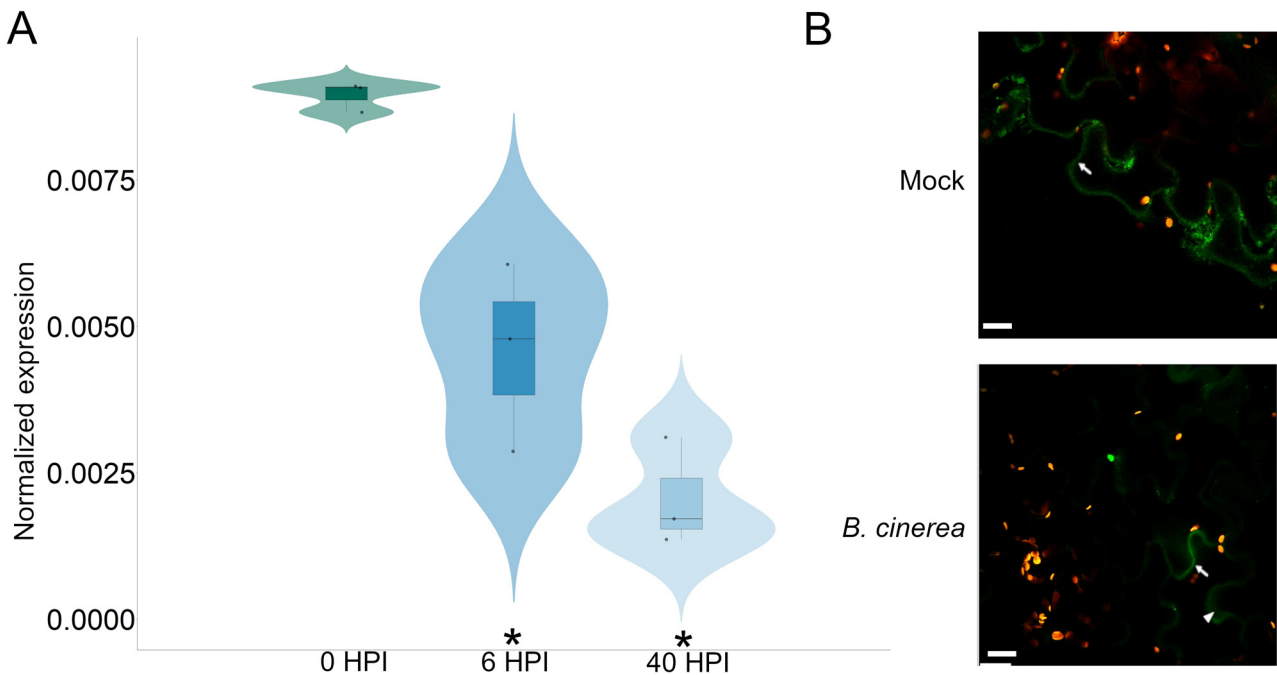 A
B
0.0075
0.0050
0.0025
0.0000
Normalized expression
*
*
0 HPI
6 HPI
40 HPI
Mock
B. cinerea